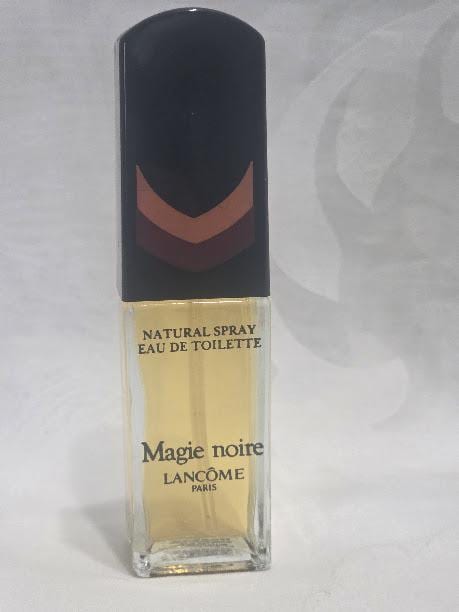 NATURAL SPRAY
EAU DE TOILETTE
Magie noire
LANCÔME
PARIS